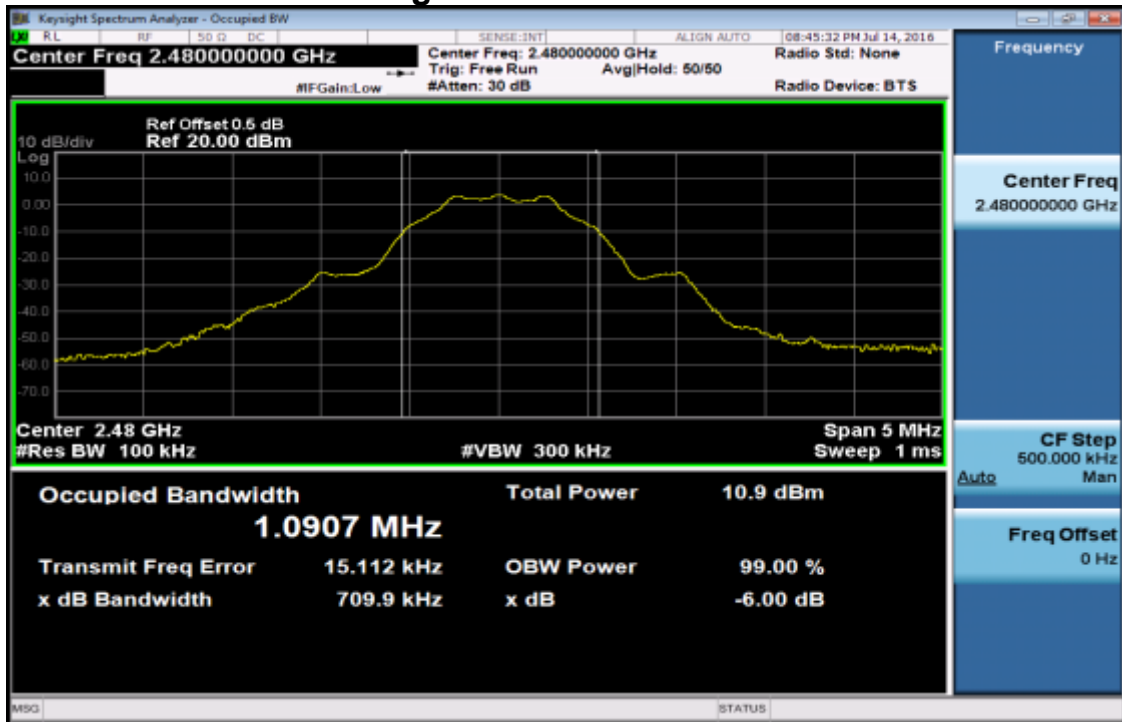 Keysight Spectrum Analyzer - Occupied BW
RL RF 50 Ω DC SENSE:INT ALIGN AUTO 08:45:32 PM Jul 14, 2016
Center Freq 2.480000000 GHz
Center Freq: 2.480000000 GHz
Radio Std: None
Trig: Free Run Avg|Hold: 50/50
#IFGain:Low
#Atten: 30 dB
Radio Device: BTS
Frequency
Ref Offset 0.5 dB
10 dB/div Ref 20.00 dBm
Log
10.0
0.00
-10.0
-20.0
-30.0
-40.0
-50.0
-60.0
-70.0
Center 2.48 GHz Span 5 MHz
#Res BW 100 kHz #VBW 300 kHz Sweep 1 ms
Occupied Bandwidth Total Power 10.9 dBm
1.0907 MHz
Transmit Freq Error 15.112 kHz OBW Power 99.00 %
x dB Bandwidth 709.9 kHz x dB -6.00 dB
Center Freq
2.480000000 GHz
CF Step
500.000 kHz
Auto Man
Freq Offset
0 Hz
MSG STATUS